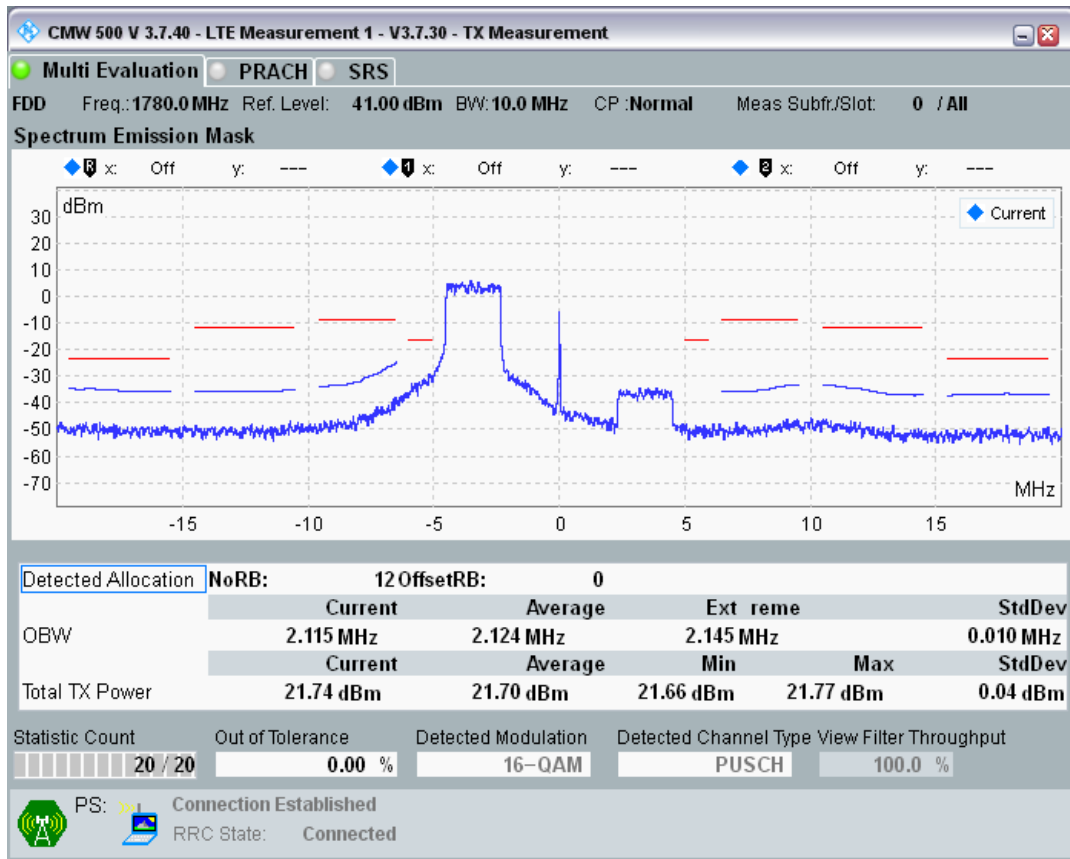 CMW 500 V 3.7.40 - LTE Measurement 1 - V3.7.30 - TX Measurement
Multi Evaluation PRACH SRS
FDD Freq.: 1780.0 MHz Ref. Level: 41.00 dBm BW: 10.0 MHz CP : Normal Meas Subfr./Slot: 0 / All
Spectrum Emission Mask
R x: Off y: --- 1 x: Off y: --- 2 x: Off y: ---
dBm
Current
30
20
10
0
-10
-20
-30
-40
-50
-60
-70
MHz
-15 -10 -5 0 5 10 15
Detected Allocation NoRB: 12 OffsetRB: 0
Current Average Ext reme StdDev
OBW 2.115 MHz 2.124 MHz 2.145 MHz 0.010 MHz
Current Average Min Max StdDev
Total TX Power 21.74 dBm 21.70 dBm 21.66 dBm 21.77 dBm 0.04 dBm
Statistic Count Out of Tolerance Detected Modulation Detected Channel Type View Filter Throughput
20 / 20 0.00 % 16-QAM PUSCH 100.0 %
PS: Connection Established
RRC State: Connected